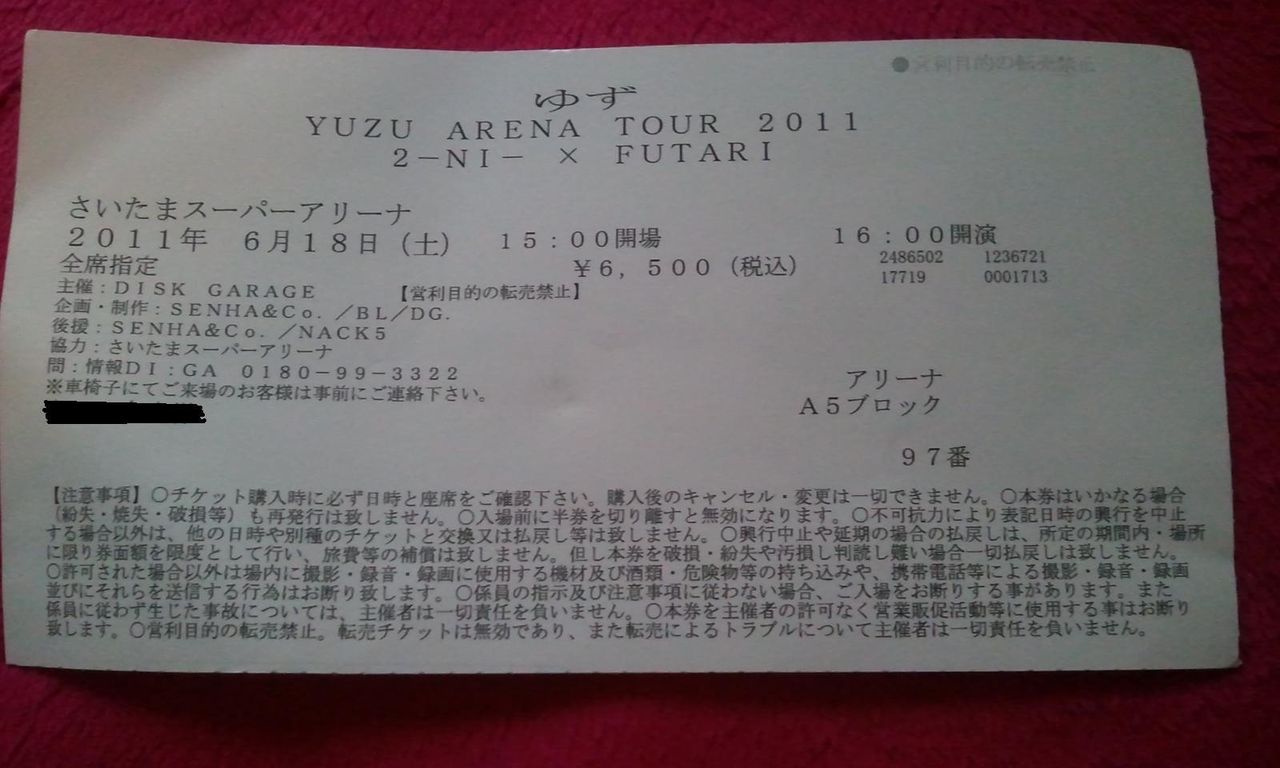 ●営利目的の転売禁止
ゆず
YUZU ARENA TOUR 2011
2-NI- × FUTARI
さいたまスーパーアリーナ
2011年 6月18日(土) 15:00開場 16:00開演
全席指定 ¥6,500(税込) 2486502 1236721
17719 0001713
主催:DISK GARAGE 【営利目的の転売禁止】
企画・制作:SENHA&Co./BL/DG.
後援:SENHA&Co./NACK5
協力:さいたまスーパーアリーナ
問:情報DI:GA 0180-99-3322
※車椅子にてご来場のお客様は事前にご連絡下さい。
アリーナ
A5ブロック
97番
【注意事項】○チケット購入時に必ず日時と座席をご確認下さい。購入後のキャンセル・変更は一切できません。○本券はいかなる場合
(紛失・焼失・破損等)も再発行は致しません。○入場前に半券を切り離すと無効になります。○不可抗力により表記日時の興行を中止
する場合以外は、他の日時や別種のチケットと交換又は払戻し等は致しません。○興行中止や延期の場合の払戻しは、所定の期間内・場所
に限り券面額を限度として行い、旅費等の補償は致しません。但し本券を破損・紛失や汚損し判読し難い場合一切払戻しは致しません。
○許可された場合以外は場内に撮影・録音・録画に使用する機材及び酒類・危険物等の持ち込みや、携帯電話等による撮影・録音・録画
並びにそれらを送信する行為はお断り致します。○係員の指示及び注意事項に従わない場合、ご入場をお断りする事があります。また
係員に従わず生じた事故については、主催者は一切責任を負いません。○本券を主催者の許可なく営業販促活動等に使用する事はお断り
致します。○営利目的の転売禁止。転売チケットは無効であり、また転売によるトラブルについて主催者は一切責任を負いません。